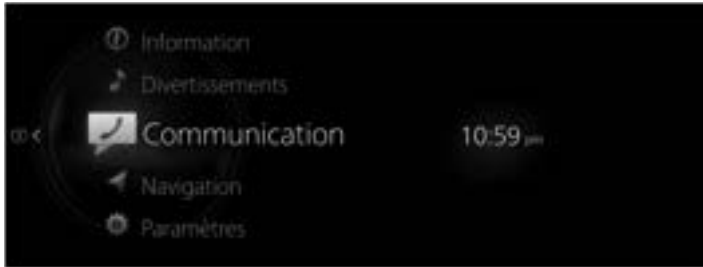 Information
Divertissements
Communication
10:59 pm
Navigation
Paramètres